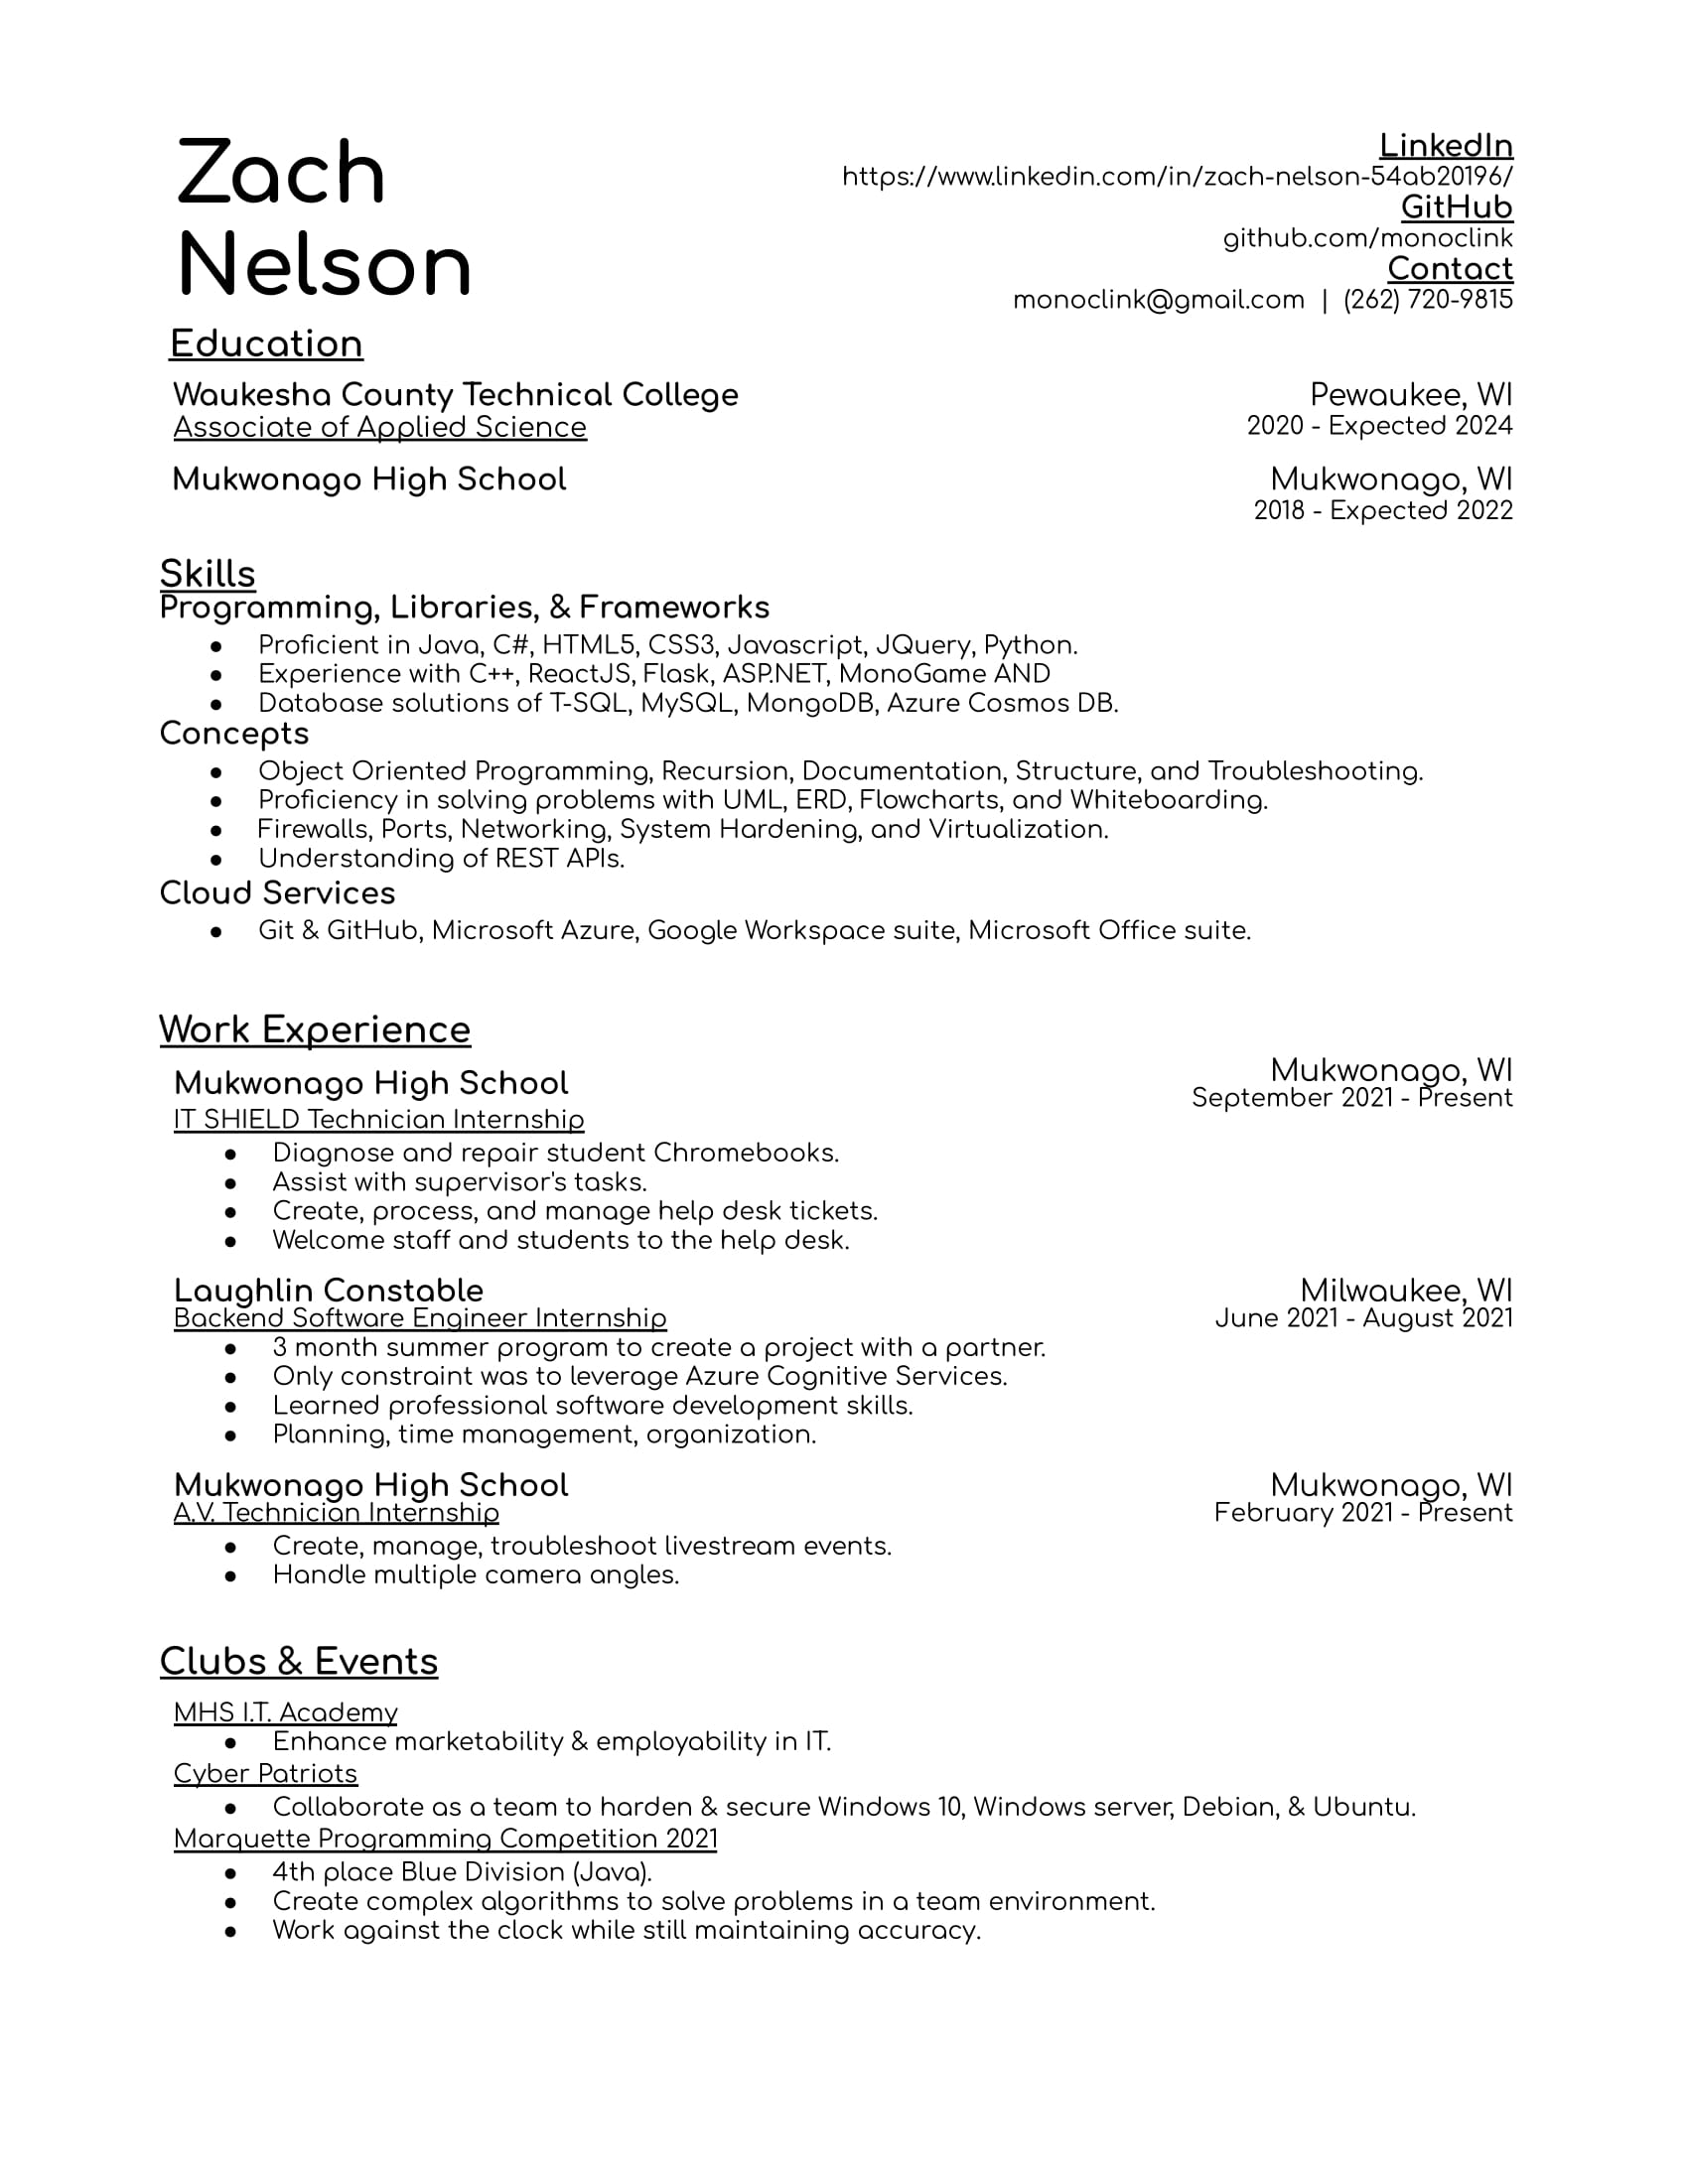 Zach
Nelson
LinkedIn
https://www.linkedin.com/in/zach-nelson-54ab20196/
GitHub
github.com/monoclink
Contact
monoclink@gmail.com | (262) 720-9815
Education
Waukesha County Technical College Pewaukee, WI
Associate of Applied Science 2020 - Expected 2024
Mukwonago High School Mukwonago, WI
2018 - Expected 2022
Skills
Programming, Libraries, & Frameworks
● Proficient in Java, C#, HTML5, CSS3, Javascript, JQuery, Python.
● Experience with C++, ReactJS, Flask, ASP.NET, MonoGame AND
● Database solutions of T-SQL, MySQL, MongoDB, Azure Cosmos DB.
Concepts
● Object Oriented Programming, Recursion, Documentation, Structure, and Troubleshooting.
● Proficiency in solving problems with UML, ERD, Flowcharts, and Whiteboarding.
● Firewalls, Ports, Networking, System Hardening, and Virtualization.
● Understanding of REST APIs.
Cloud Services
● Git & GitHub, Microsoft Azure, Google Workspace suite, Microsoft Office suite.
Work Experience
Mukwonago High School Mukwonago, WI
September 2021 - Present
IT SHIELD Technician Internship
● Diagnose and repair student Chromebooks.
● Assist with supervisor's tasks.
● Create, process, and manage help desk tickets.
● Welcome staff and students to the help desk.
Laughlin Constable Milwaukee, WI
Backend Software Engineer Internship June 2021 - August 2021
● 3 month summer program to create a project with a partner.
● Only constraint was to leverage Azure Cognitive Services.
● Learned professional software development skills.
● Planning, time management, organization.
Mukwonago High School Mukwonago, WI
A.V. Technician Internship February 2021 - Present
● Create, manage, troubleshoot livestream events.
● Handle multiple camera angles.
Clubs & Events
MHS I.T. Academy
● Enhance marketability & employability in IT.
Cyber Patriots
● Collaborate as a team to harden & secure Windows 10, Windows server, Debian, & Ubuntu.
Marquette Programming Competition 2021
● 4th place Blue Division (Java).
● Create complex algorithms to solve problems in a team environment.
● Work against the clock while still maintaining accuracy.